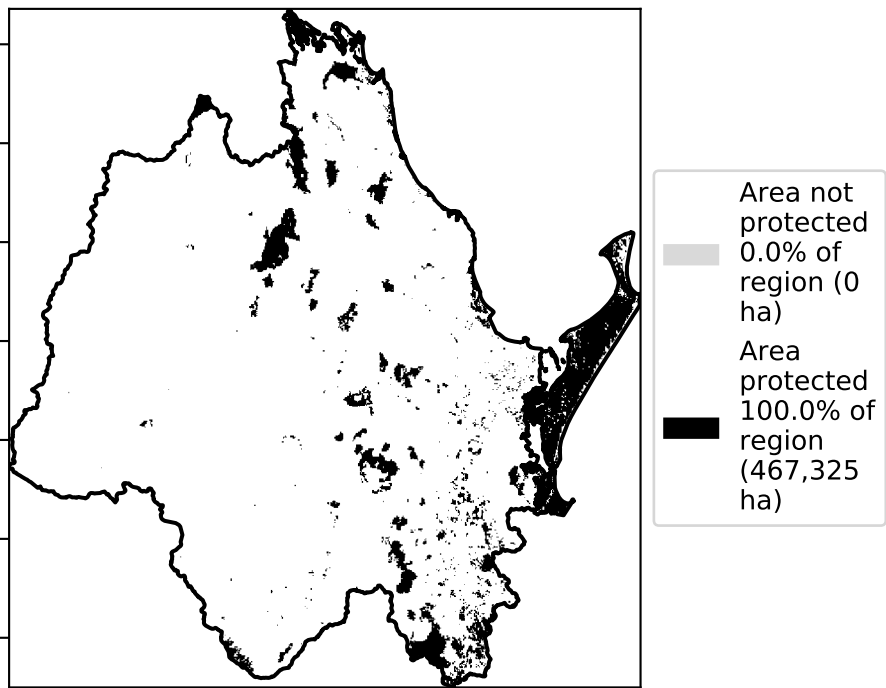 Area not
protected
0.0% of
region (0
ha)
Area
protected
100.0% of
region
(467,325
ha)